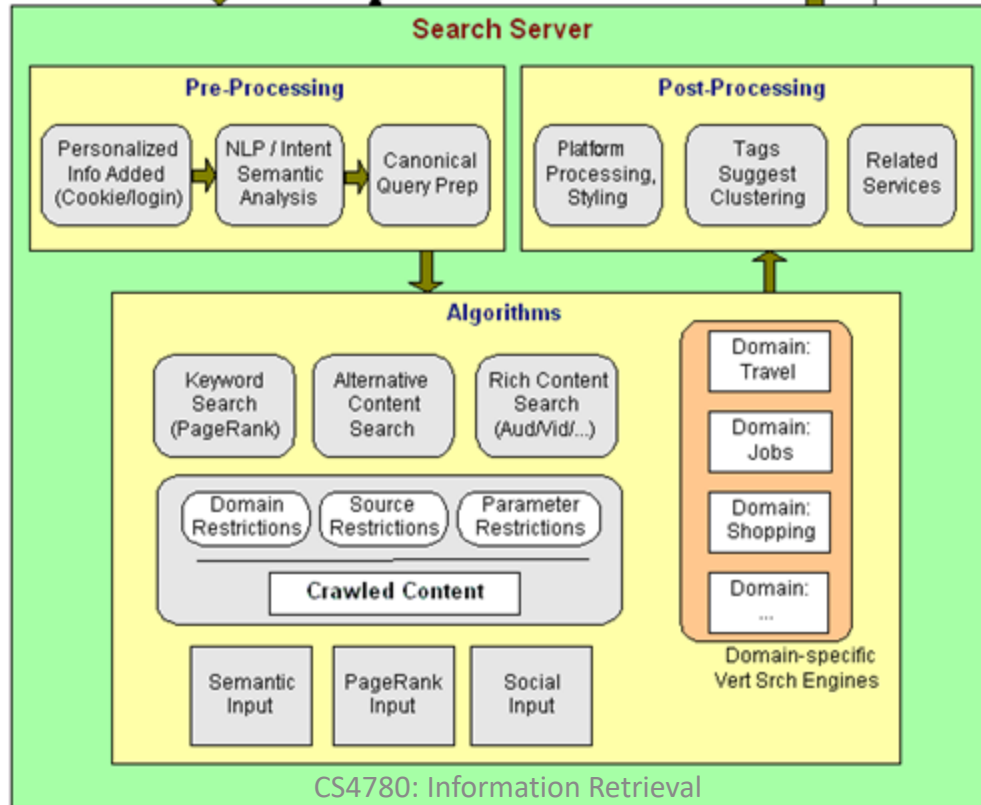 Search Server
Pre-Processing
Personalized
Info Added
(Cookie/login)
NLP / Intent
Semantic
Analysis
Canonical
Query Prep
Post-Processing
Platform
Processing,
Styling
Tags
Suggest
Clustering
Related
Services
Algorithms
Keyword
Search
(PageRank)
Alternative
Content
Search
Rich Content
Search
(Aud/Vid/...)
Domain
Restrictions
Source
Restrictions
Parameter
Restrictions
Crawled Content
Semantic
Input
PageRank
Input
Social
Input
Domain:
Travel
Domain:
Jobs
Domain:
Shopping
Domain:
...
Domain-specific
Vert Srch Engines
CS4780: Information Retrieval